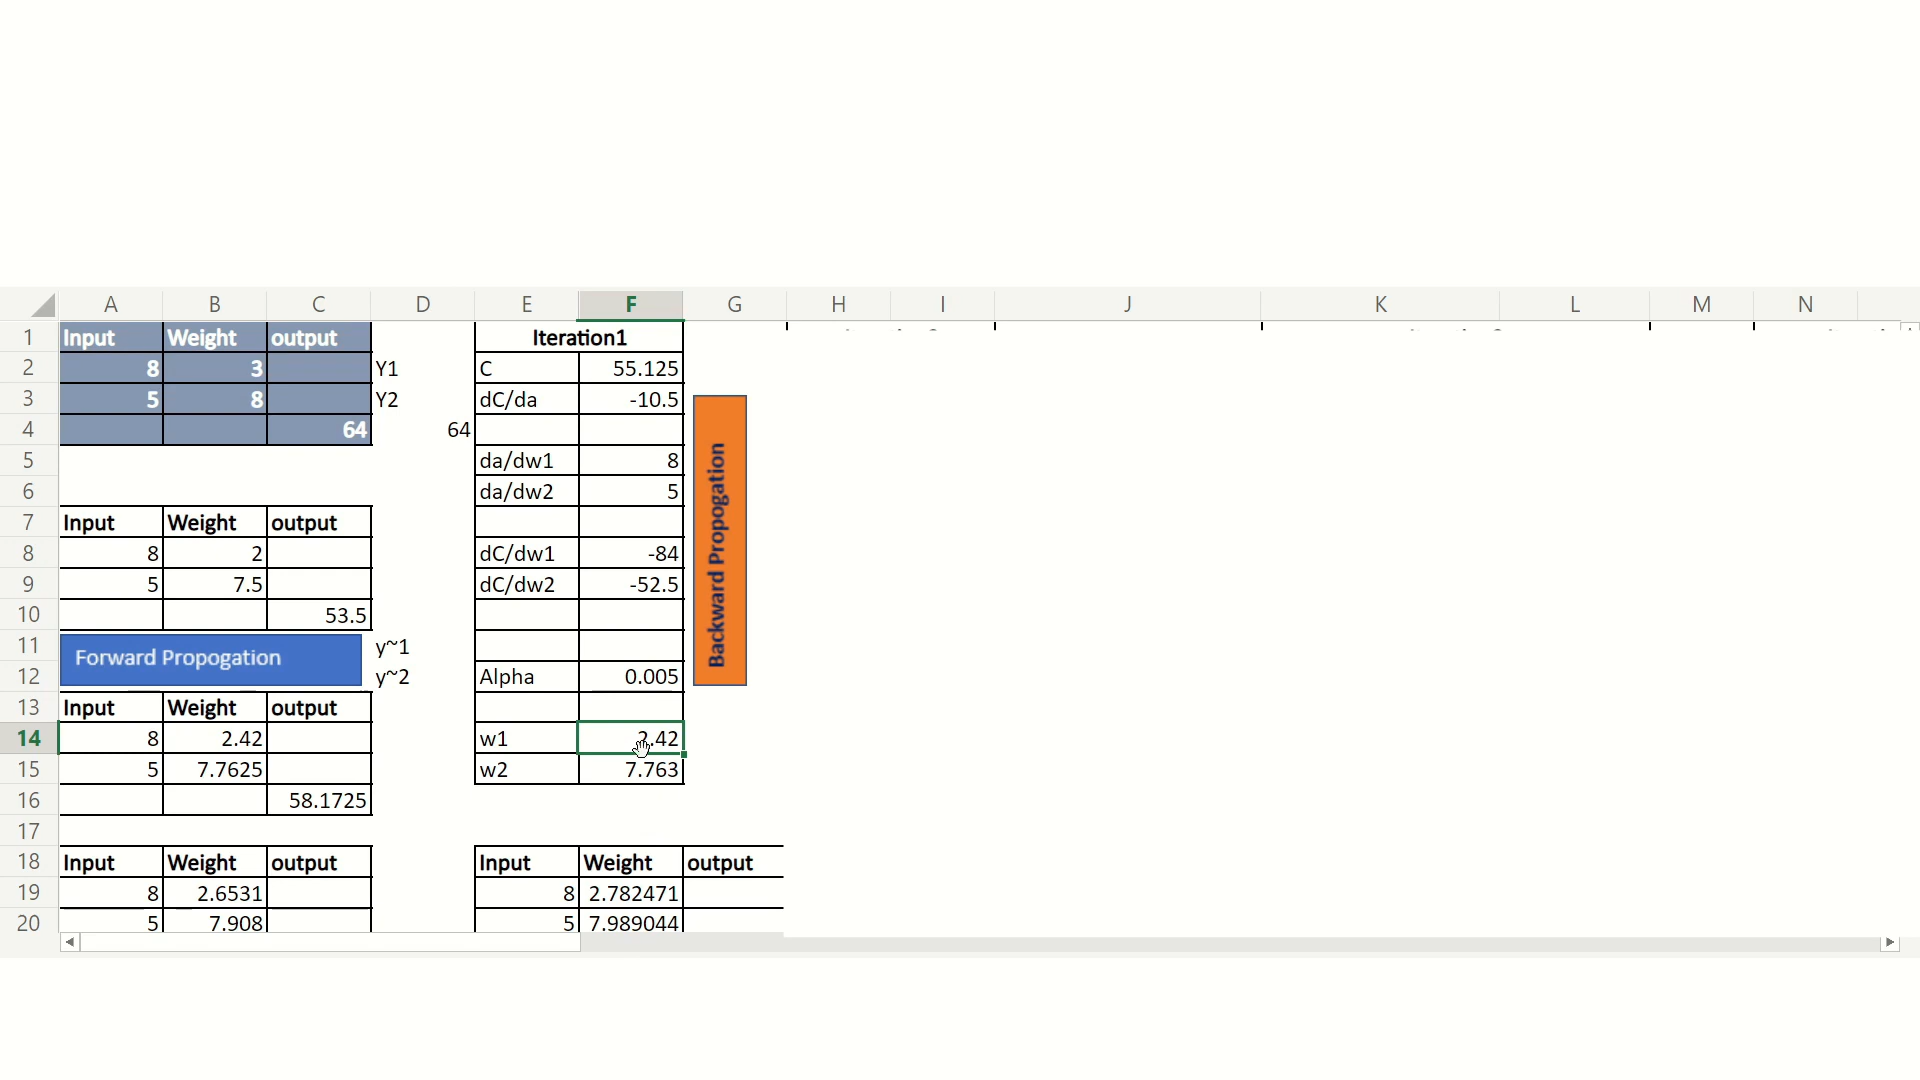 A B C D E F G H I J K L M N
1 Input Weight output Iteration1
2 8 3 Y1 C 55.125
3 5 8 Y2 dC/da -10.5
4 64 64
5 da/dw1 8
6 da/dw2 5
7 Input Weight output
8 8 2 dC/dw1 -84
9 5 7.5 dC/dw2 -52.5
10 53.5
11 y~1
Forward Propogation
12 y~2 Alpha 0.005
Backward Propogation
13 Input Weight output
14 8 2.42 w1 2.42
15 5 7.7625 w2 7.763
16 58.1725
17
18 Input Weight output Input Weight output
19 8 2.6531 8 2.782471
20 5 7.908 5 7.989044